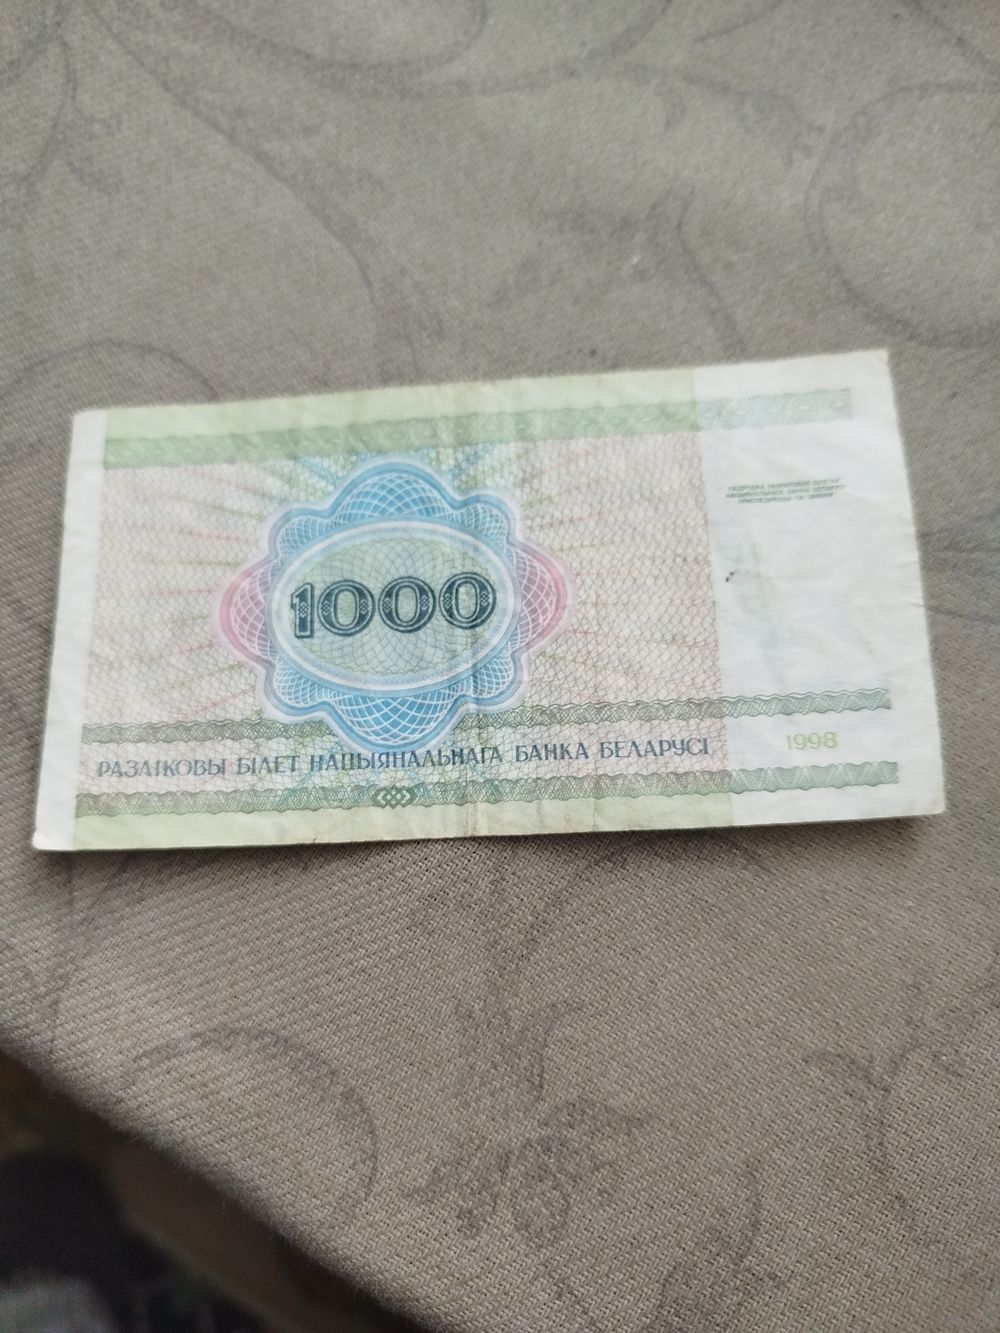 1000
РАЗЛІКОВЫ БІЛЕТ НАЦЫЯНАЛЬНАГА БАНКА БЕЛАРУСІ
1998